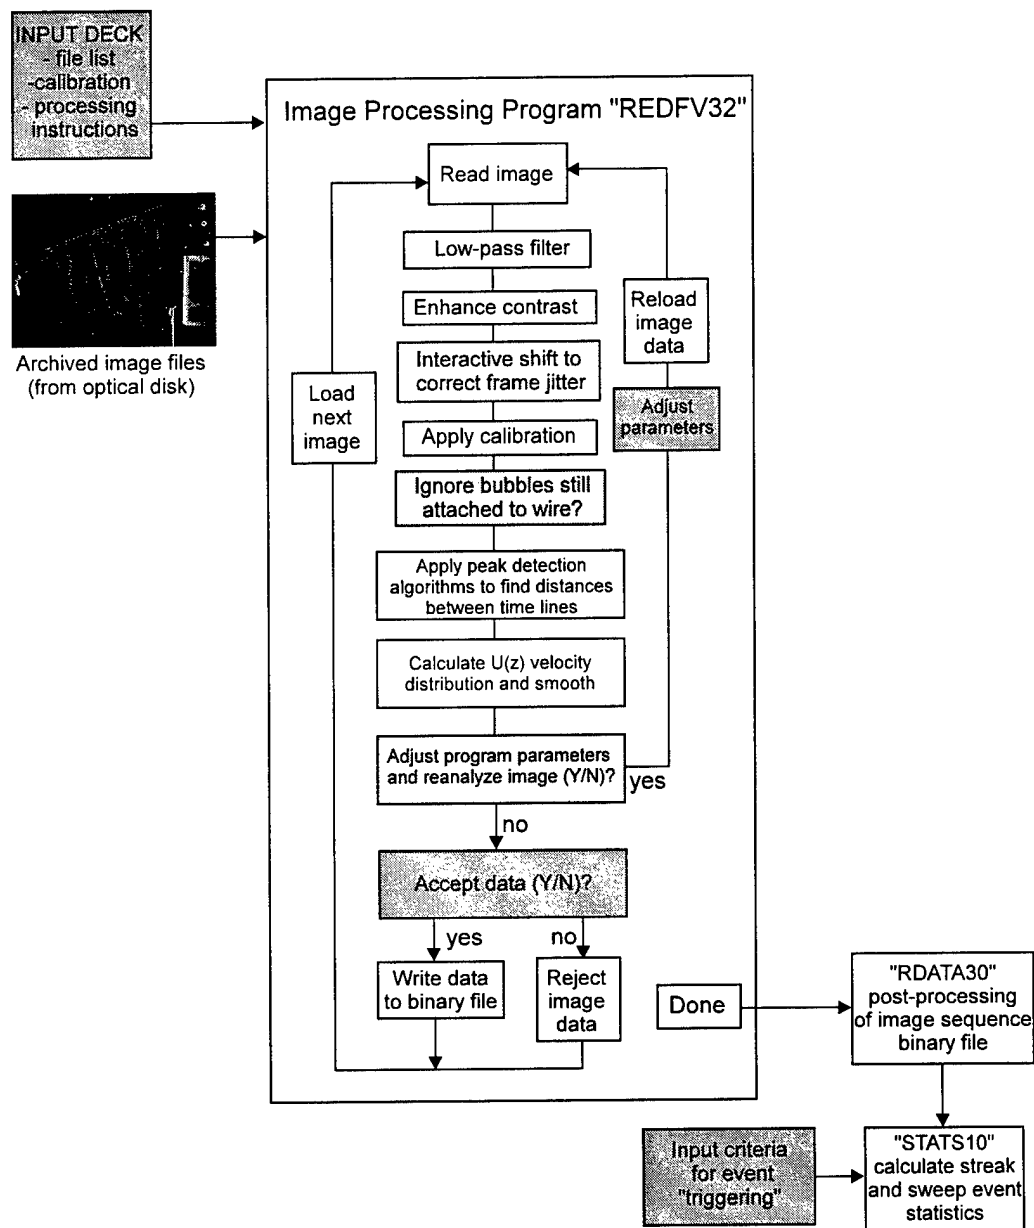 INPUT DECK
- file list
-calibration
- processing
instructions
Archived image files
(from optical disk)
Image Processing Program "REDFV32"
Read image
Low-pass filter
Enhance contrast
Interactive shift to
correct frame jitter
Apply calibration
Ignore bubbles still
attached to wire?
Apply peak detection
algorithms to find distances
between time lines
Calculate U(z) velocity
distribution and smooth
Adjust program parameters
and reanalyze image (Y/N)?
yes
Reload
image
data
Adjust
parameters
Load
next
image
no
Accept data (Y/N)?
yes
no
Write data
to binary file
Reject
image
data
Done
"RDATA30"
post-processing
of image sequence
binary file
Input criteria
for event
"triggering"
"STATS10"
calculate streak
and sweep event
statistics